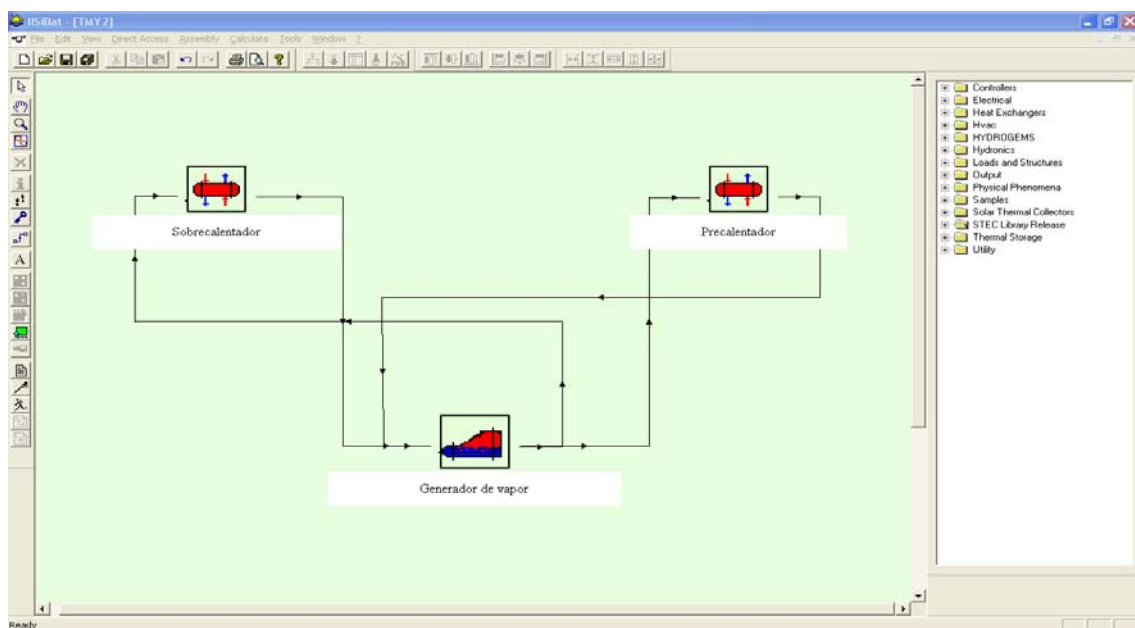 IISiBat - [TMY2]
File Edit View Direct Access Assembly Calculate Tools Window ?
A
Controllers
Electrical
Heat Exchangers
Hvac
HYDROGEMS
Hydronics
Loads and Structures
Output
Physical Phenomena
Samples
Solar Thermal Collectors
STEC Library Release
Thermal Storage
Utility
Sobrecalentador
Precalentador
Generador de vapor
Ready